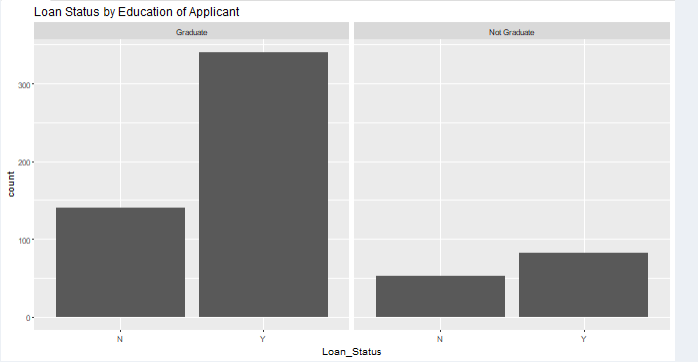 Loan Status by Education of Applicant
Graduate
Not Graduate
300
200
100
0
count
N
Y
N
Y
Loan_Status